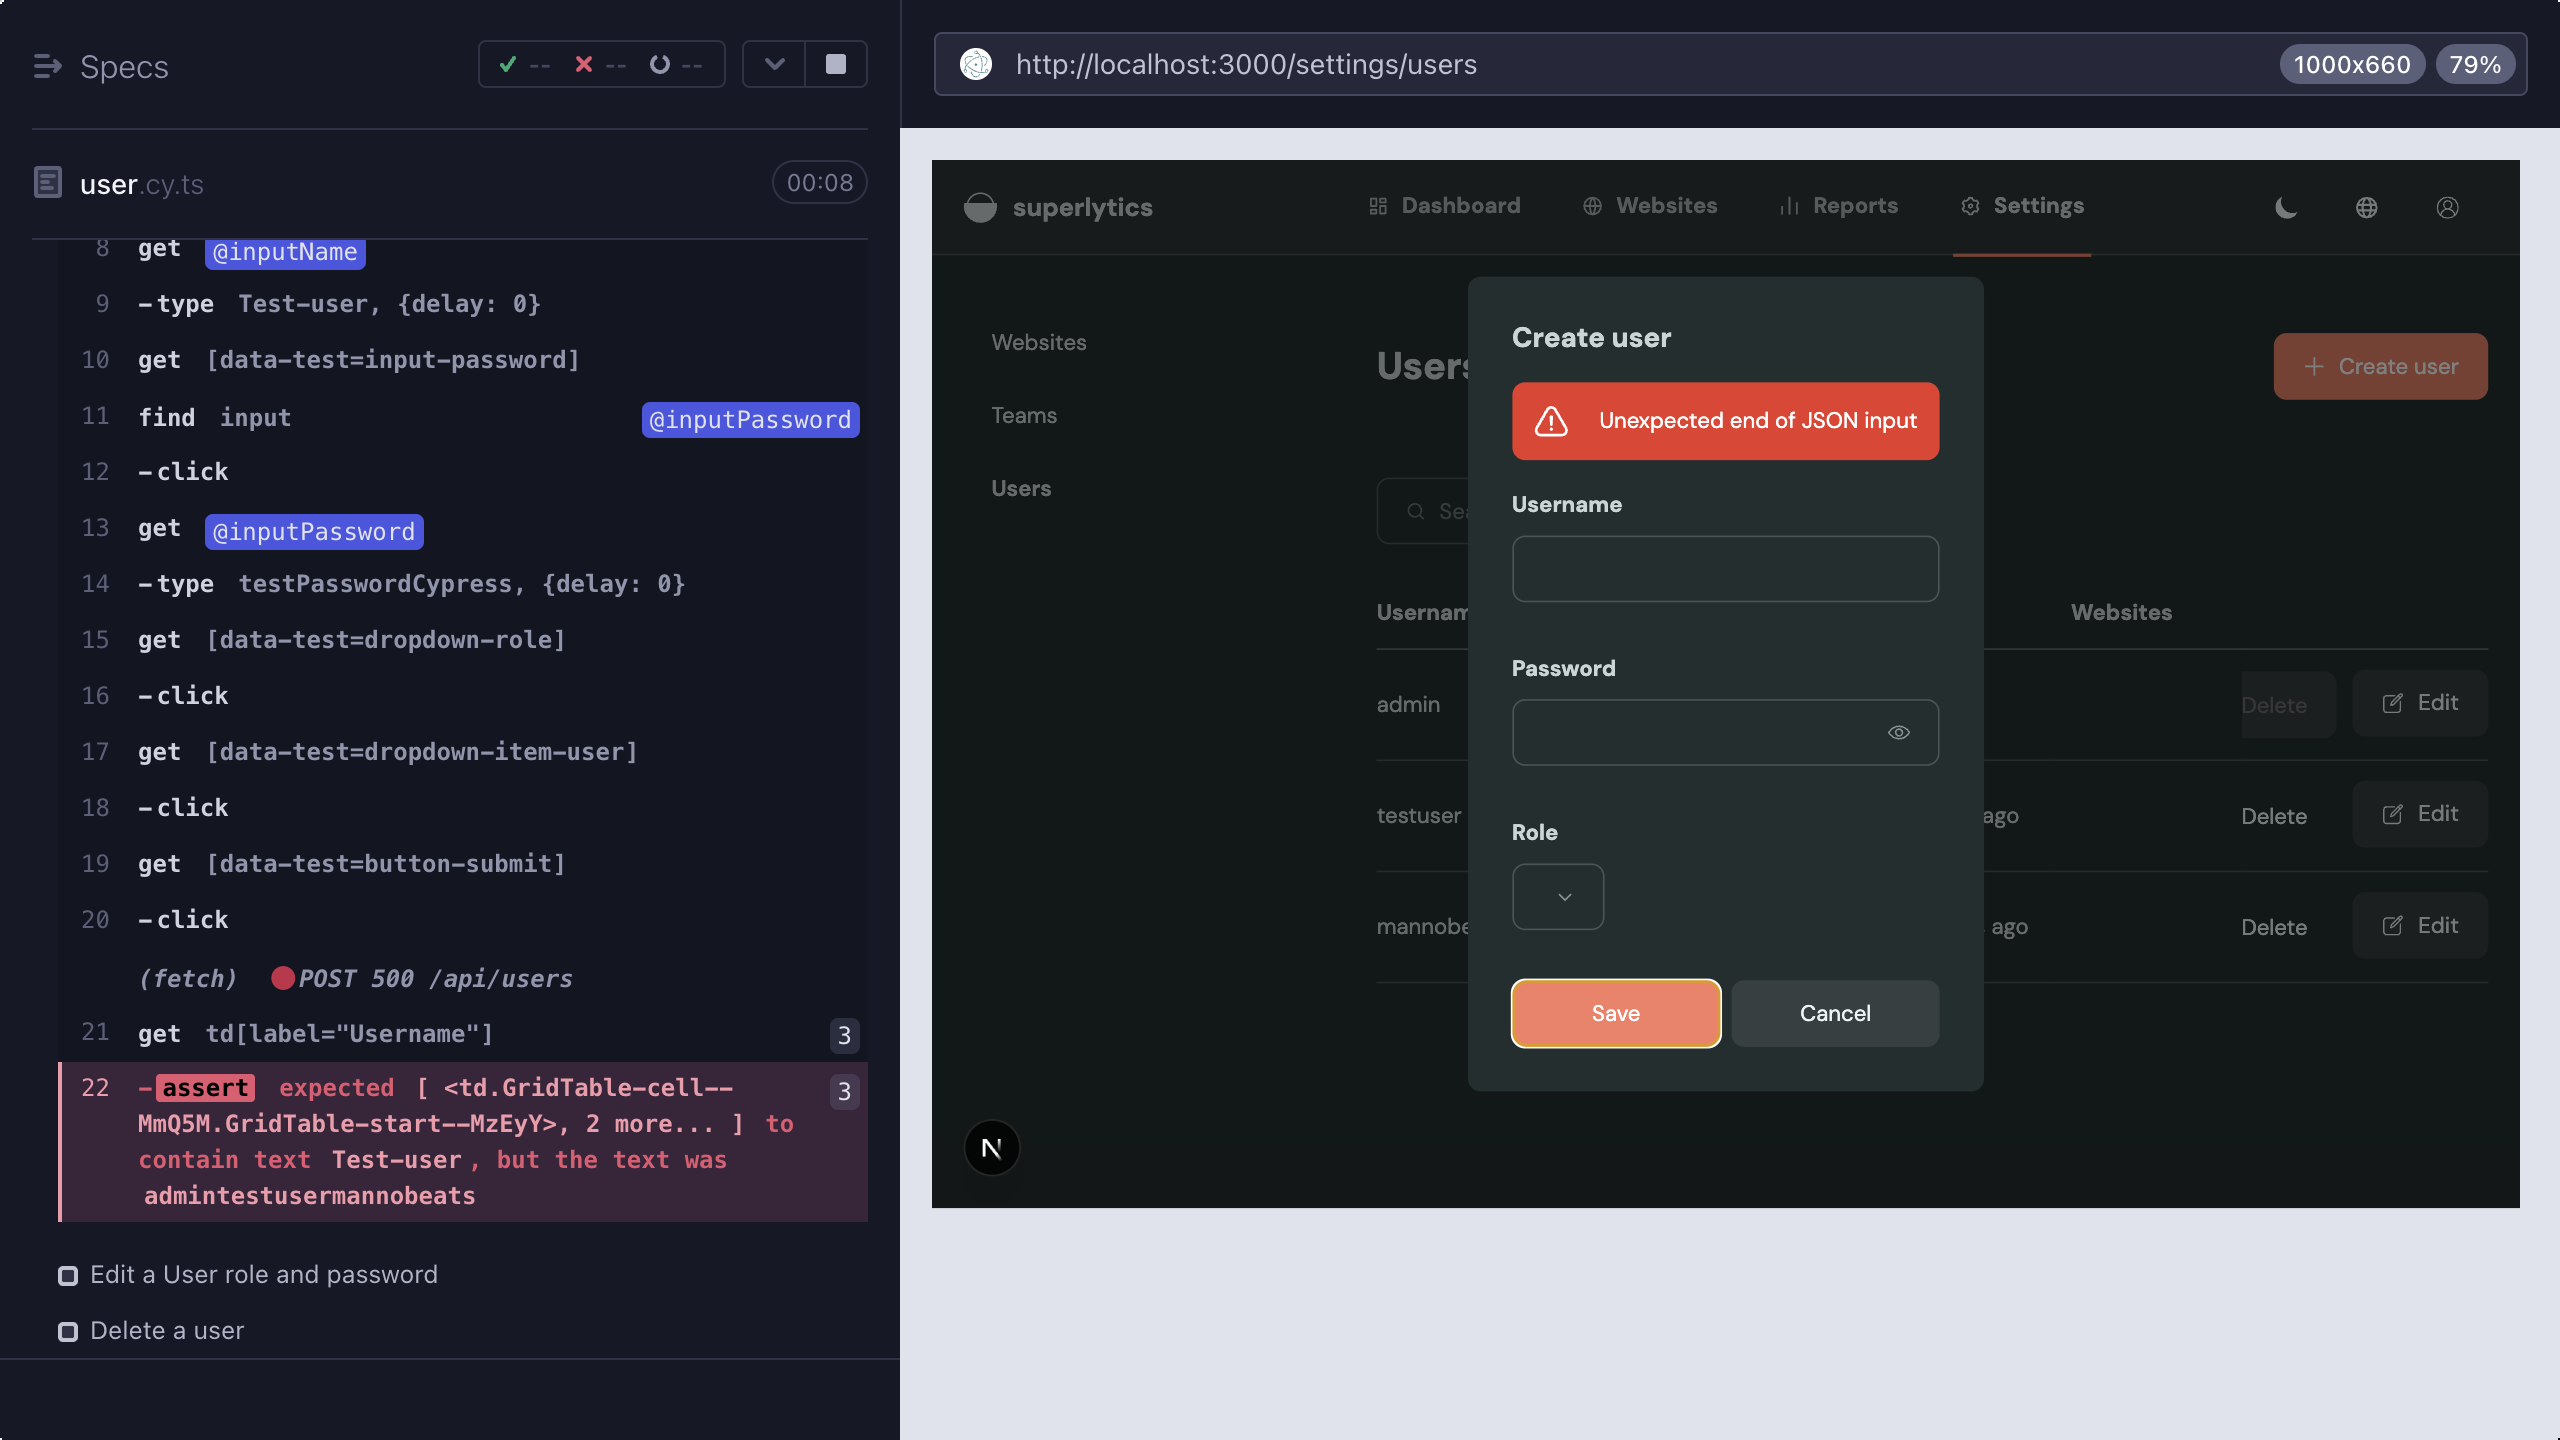 Specs
-- -- --
user.cy.ts
00:08
8 get @inputName
9 -type Test-user, {delay: 0}
10 get [data-test=input-password]
11 find input @inputPassword
12 -click
13 get @inputPassword
14 -type testPasswordCypress, {delay: 0}
15 get [data-test=dropdown-role]
16 -click
17 get [data-test=dropdown-item-user]
18 -click
19 get [data-test=button-submit]
20 -click
(fetch) POST 500 /api/users
21 get td[label="Username"] 3
22 -assert expected [ <td.GridTable-cell-- 3
MmQ5M.GridTable-start--MzEyY>, 2 more... ] to
contain text Test-user, but the text was
admintestusermannobeats
Edit a User role and password
Delete a user
http://localhost:3000/settings/users
1000x660
79%
superlytics
Dashboard
Websites
Reports
Settings
Websites
Teams
Users
Users
Create user
Sea
Usernam
Websites
admin
Delete
Edit
testuser
ago
Delete
Edit
mannobe
ago
Delete
Edit
Create user
Unexpected end of JSON input
Username
Password
Role
Save
Cancel
N